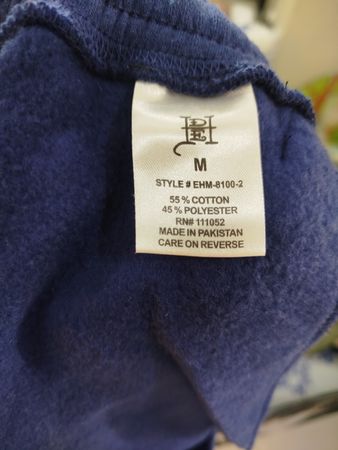 M
STYLE # EHM-8100-2
55% COTTON
45% POLYESTER
RN# 111052
MADE IN PAKISTAN
CARE ON REVERSE